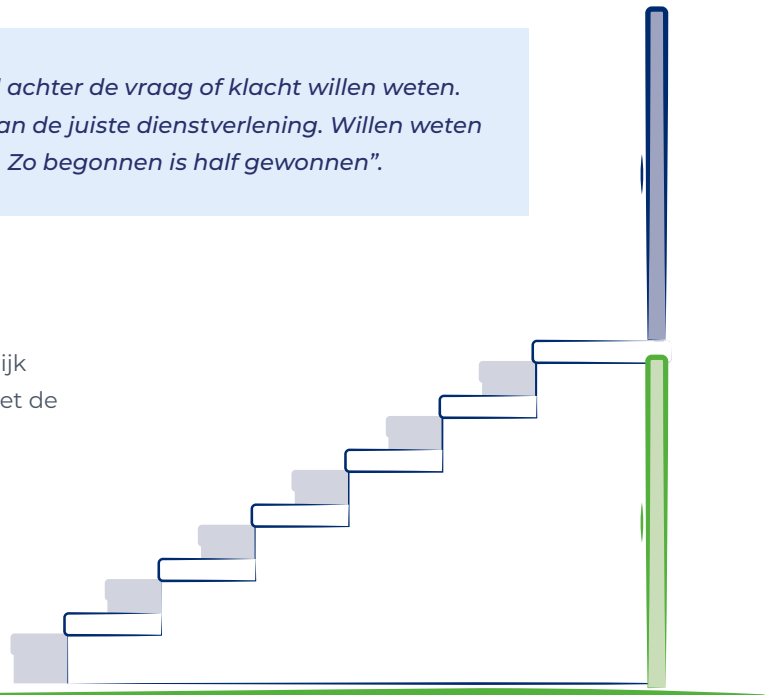 achter de vraag of klacht willen weten.
an de juiste dienstverlening. Willen weten
Zo begonnen is half gewonnen”.
ijk
et de